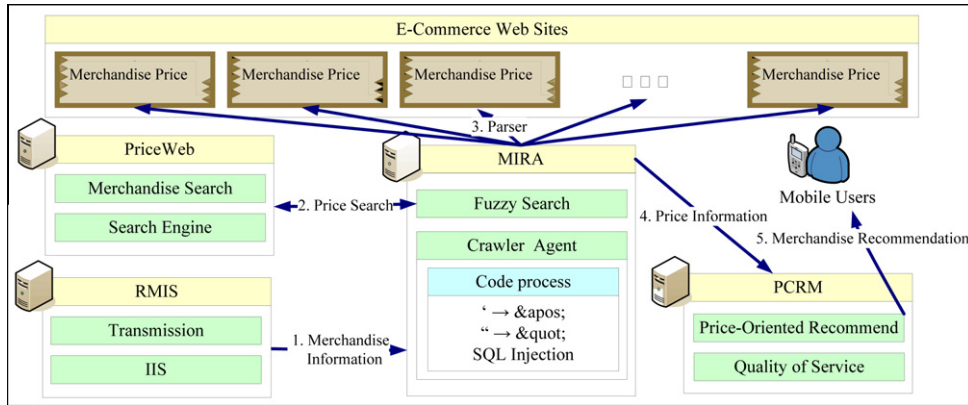 E-Commerce Web Sites
Merchandise Price
Merchandise Price
Merchandise Price
Merchandise Price
3. Parser
PriceWeb
Merchandise Search
Search Engine
2. Price Search
MIRA
Fuzzy Search
Crawler Agent
Code process
‘ → &apos;
“ → &quot;
SQL Injection
Mobile Users
4. Price Information
5. Merchandise Recommendation
RMIS
Transmission
IIS
1. Merchandise
Information
PCRM
Price-Oriented Recommend
Quality of Service